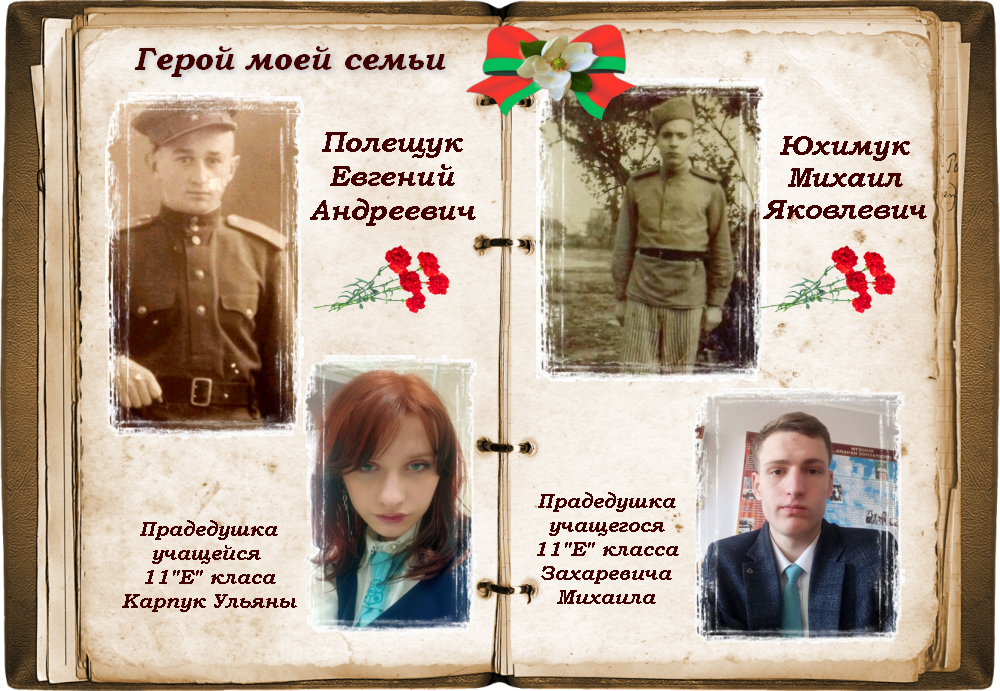 Герой моей семьи
Полещук
Евгений
Андреевич
Прадедушка
учащейся
11"Е" класа
Карпук Ульяны
Юхимук
Михаил
Яковлевич
Прадедушка
учащегося
11"Е" класса
Захаревича
Михаила